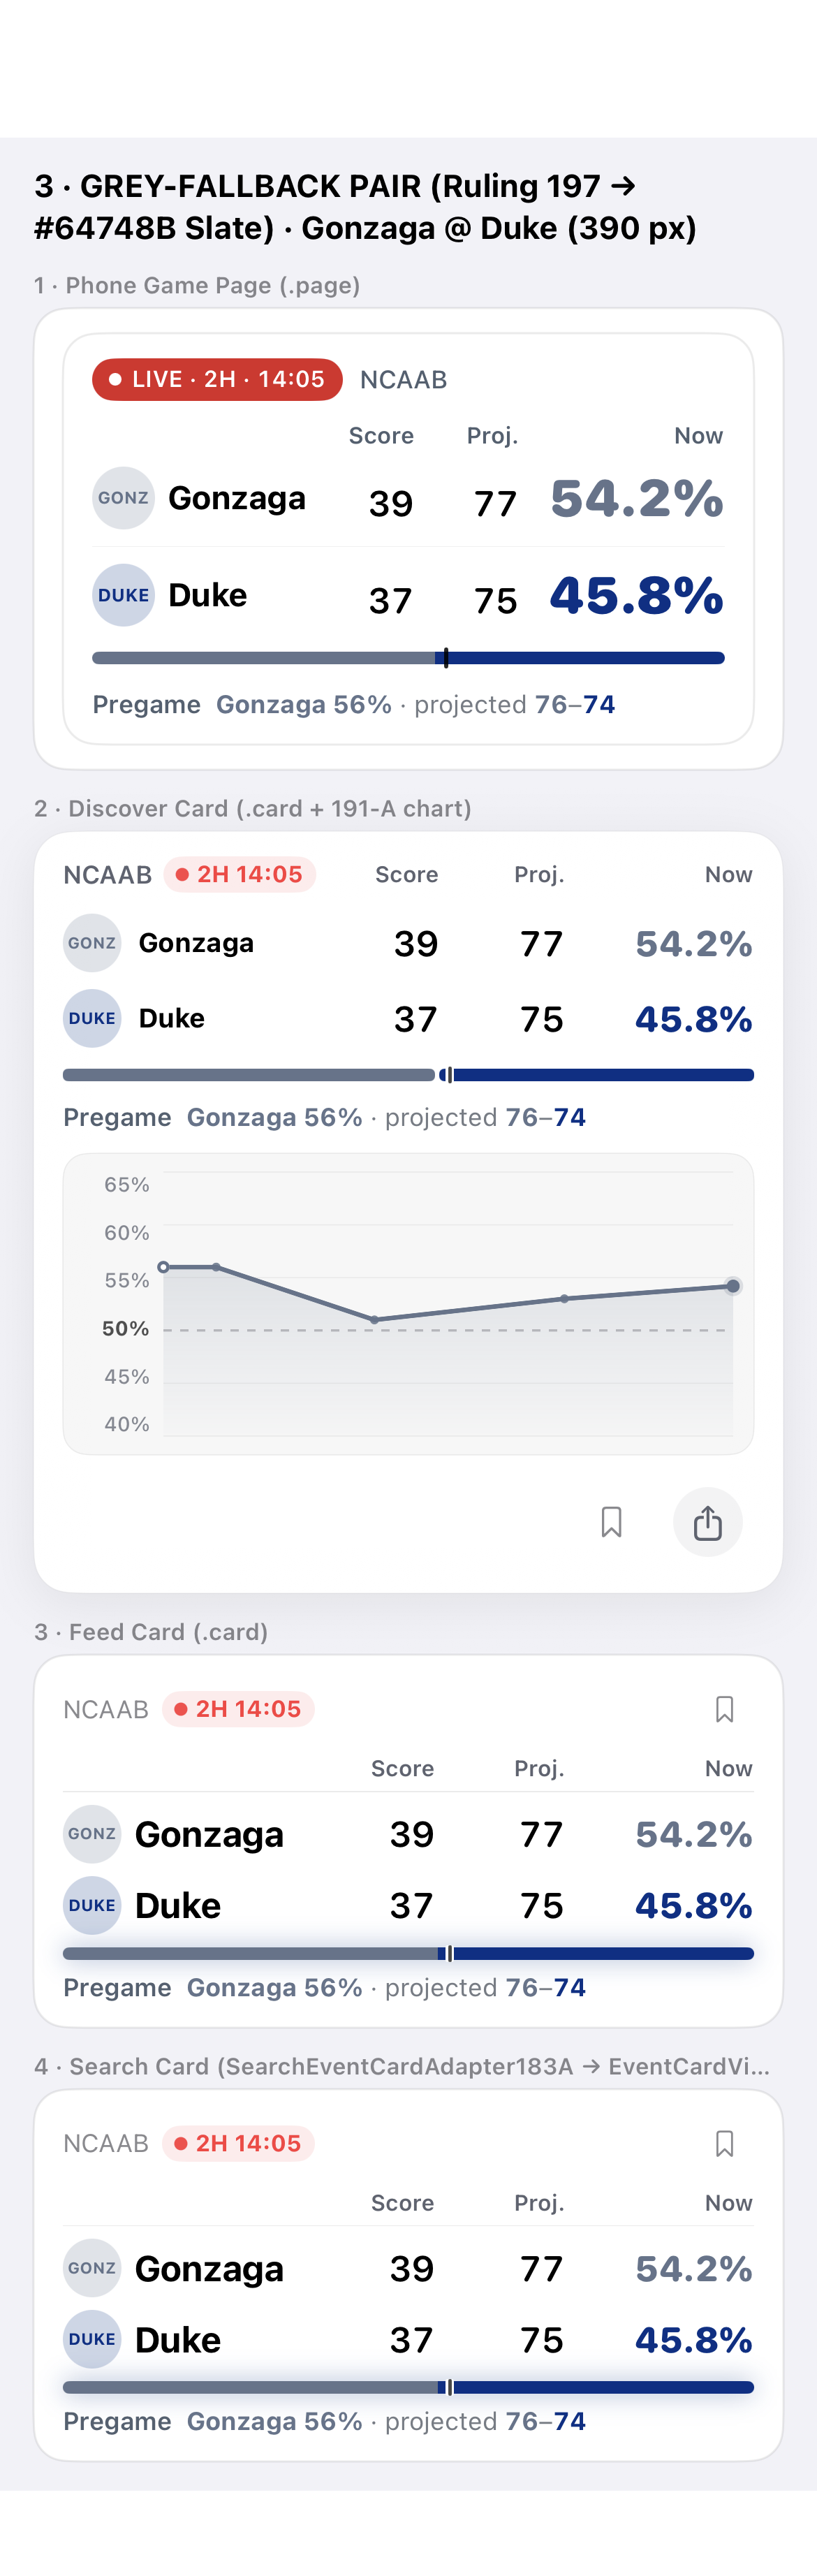 3 · GREY-FALLBACK PAIR (Ruling 197 →
#64748B Slate) · Gonzaga @ Duke (390 px)
1 · Phone Game Page (.page)
LIVE · 2H · 14:05 NCAAB
Score Proj. Now
GONZ Gonzaga 39 77 54.2%
DUKE Duke 37 75 45.8%
Pregame Gonzaga 56% · projected 76–74
2 · Discover Card (.card + 191-A chart)
NCAAB 2H 14:05 Score Proj. Now
GONZ Gonzaga 39 77 54.2%
DUKE Duke 37 75 45.8%
Pregame Gonzaga 56% · projected 76–74
65%
60%
55%
50%
45%
40%
3 · Feed Card (.card)
NCAAB 2H 14:05
Score Proj. Now
GONZ Gonzaga 39 77 54.2%
DUKE Duke 37 75 45.8%
Pregame Gonzaga 56% · projected 76–74
4 · Search Card (SearchEventCardAdapter183A → EventCardVi...
NCAAB 2H 14:05
Score Proj. Now
GONZ Gonzaga 39 77 54.2%
DUKE Duke 37 75 45.8%
Pregame Gonzaga 56% · projected 76–74